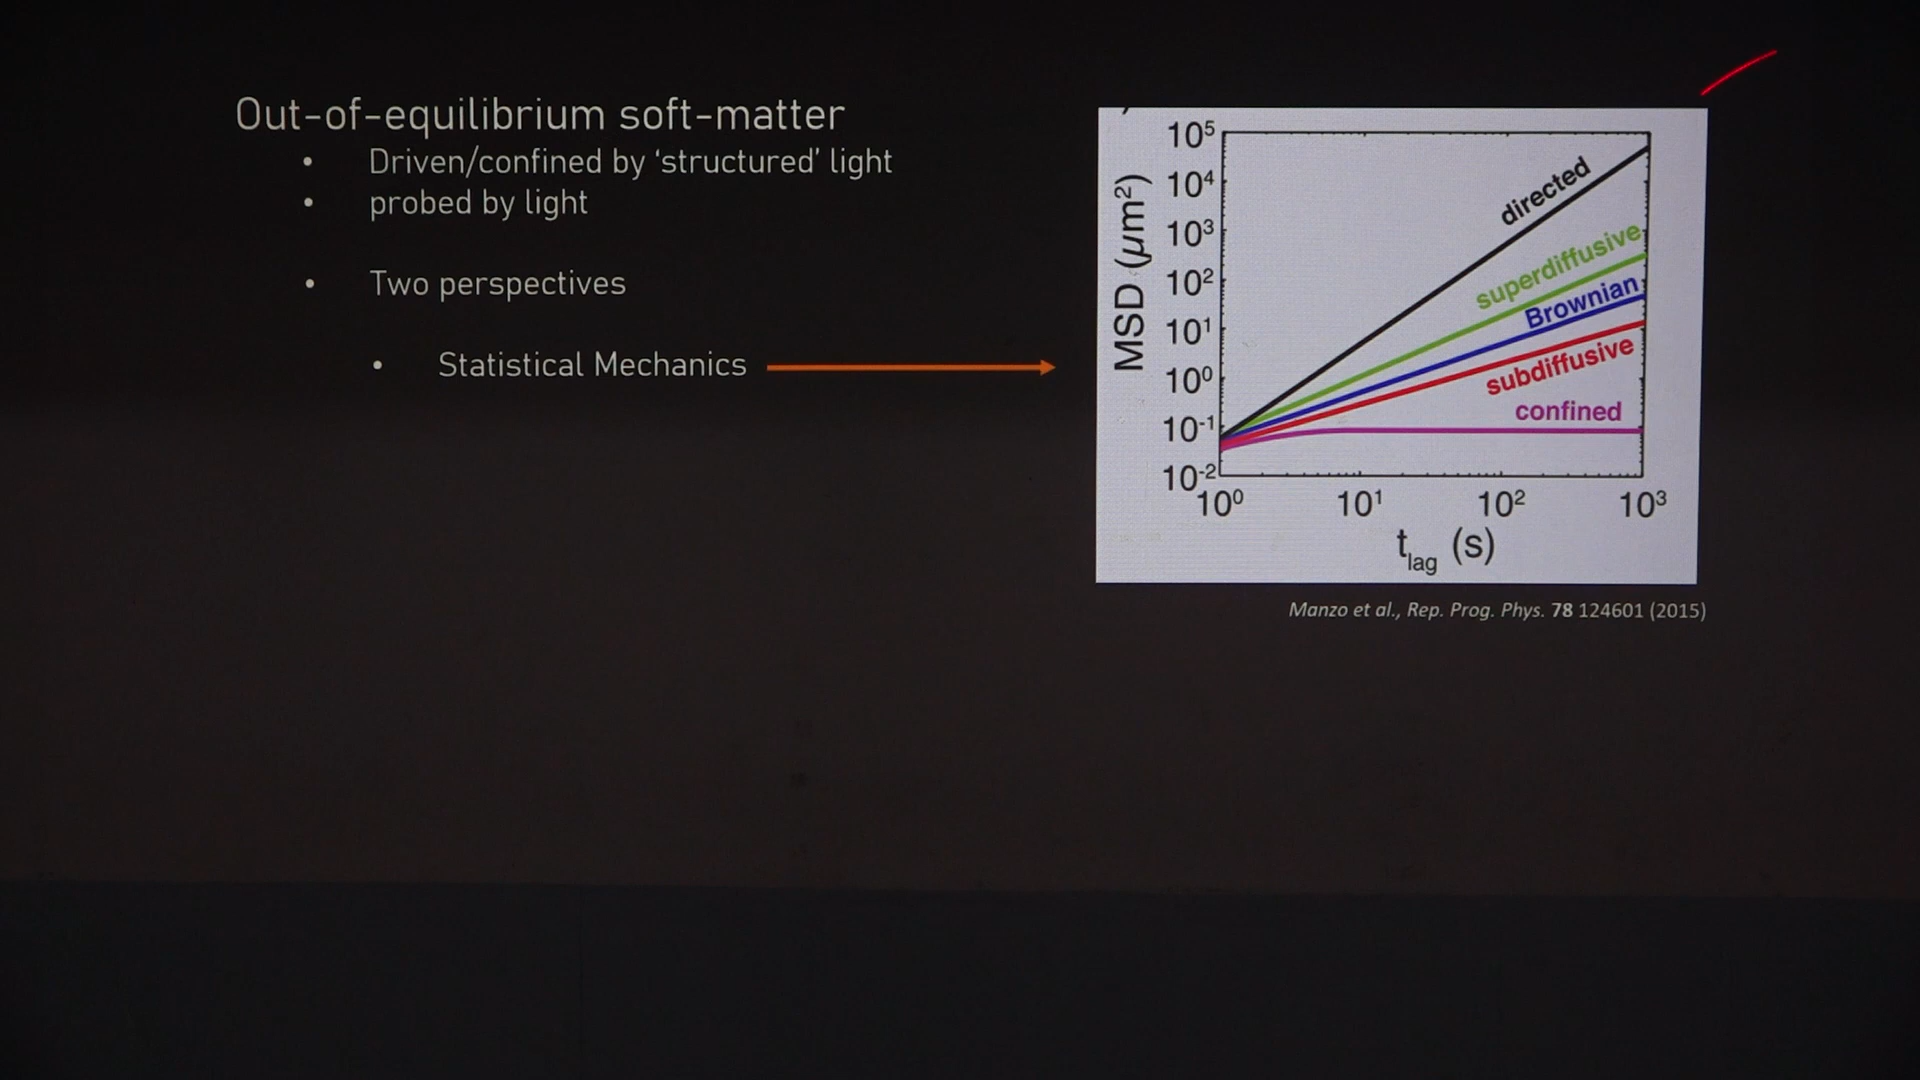 Out-of-equilibrium soft-matter
• Driven/confined by ‘structured’ light
• probed by light
• Two perspectives
• Statistical Mechanics
MSD (μm²)
10⁵
10⁴
10³
10²
10¹
10⁰
10⁻¹
10⁻²
directed
superdiffusive
Brownian
subdiffusive
confined
10⁰ 10¹ 10² 10³
t_lag (s)
Manzo et al., Rep. Prog. Phys. 78 124601 (2015)